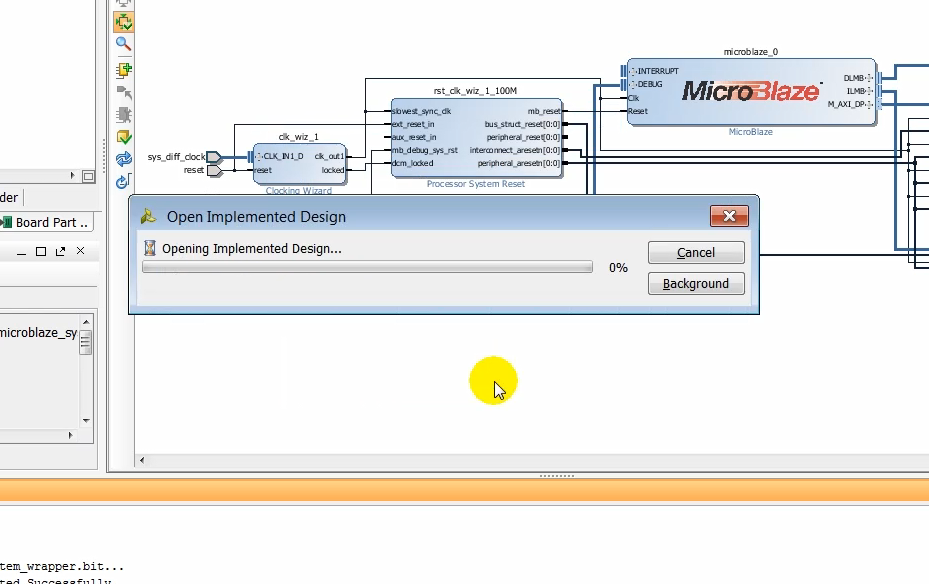 microblaze_0
INTERRUPT
DEBUG
Clk
Reset
MicroBlaze
DLMB
ILMB
M_AXI_DP
MicroBlaze
rst_clk_wiz_1_100M
slowest_sync_clk
ext_reset_in
aux_reset_in
mb_debug_sys_rst
dcm_locked
mb_reset
bus_struct_reset[0:0]
peripheral_reset[0:0]
interconnect_aresetn[0:0]
peripheral_aresetn[0:0]
Processor System Reset
clk_wiz_1
CLK_IN1_D
reset
clk_out1
locked
Clocking Wizard
sys_diff_clock
reset
der
Board Part ..
Open Implemented Design
Opening Implemented Design...
0%
Cancel
Background
microblaze_sy
tem_wrapper.bit...
ted Successfully